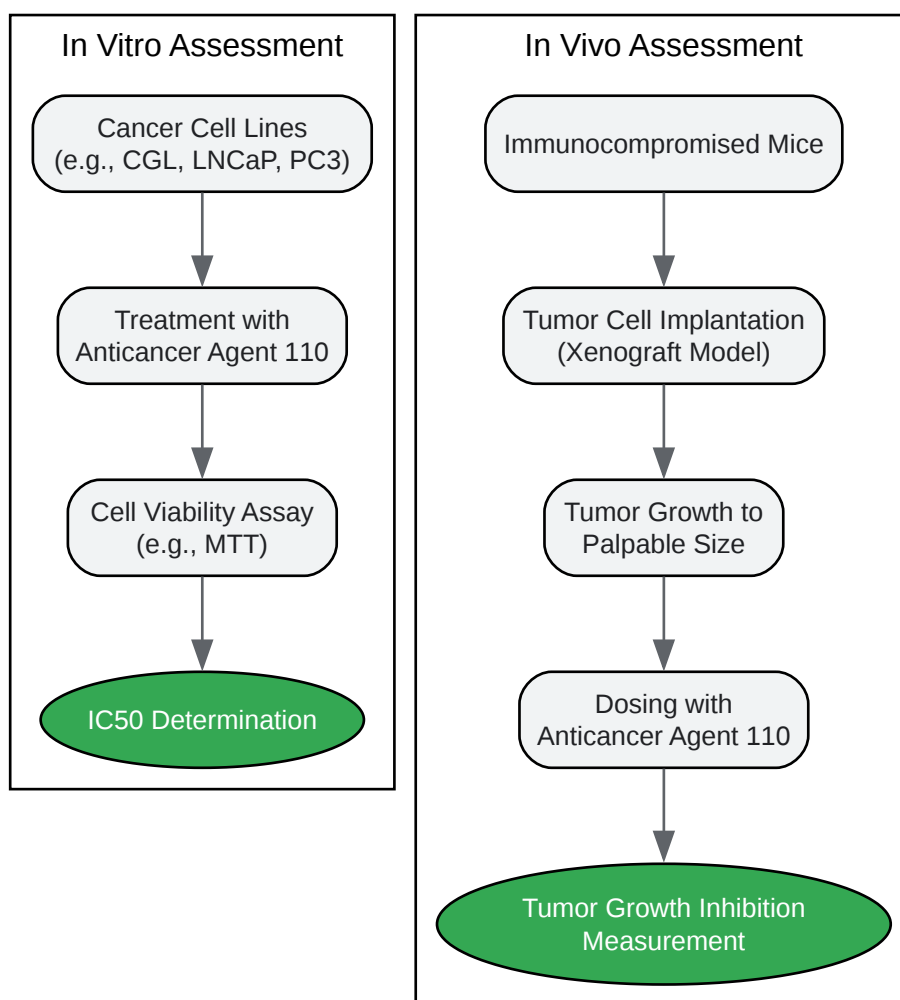 In Vitro Assessment
Cancer Cell Lines
(e.g., CGL, LNCaP, PC3)
Treatment with
Anticancer Agent 110
Cell Viability Assay
(e.g., MTT)
IC50 Determination
In Vivo Assessment
Immunocompromised Mice
Tumor Cell Implantation
(Xenograft Model)
Tumor Growth to
Palpable Size
Dosing with
Anticancer Agent 110
Tumor Growth Inhibition
Measurement